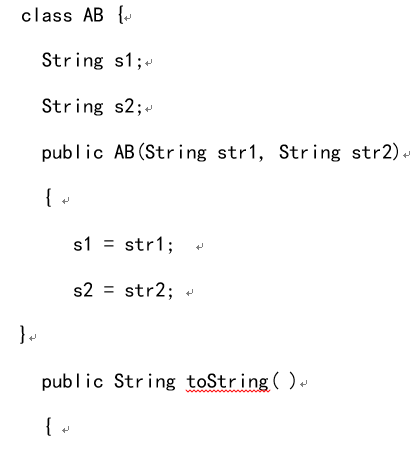 class AB {
String s1;
String s2;
public AB(String str1, String str2)
{
s1 = str1;
s2 = str2;
}
public String toString( )
{